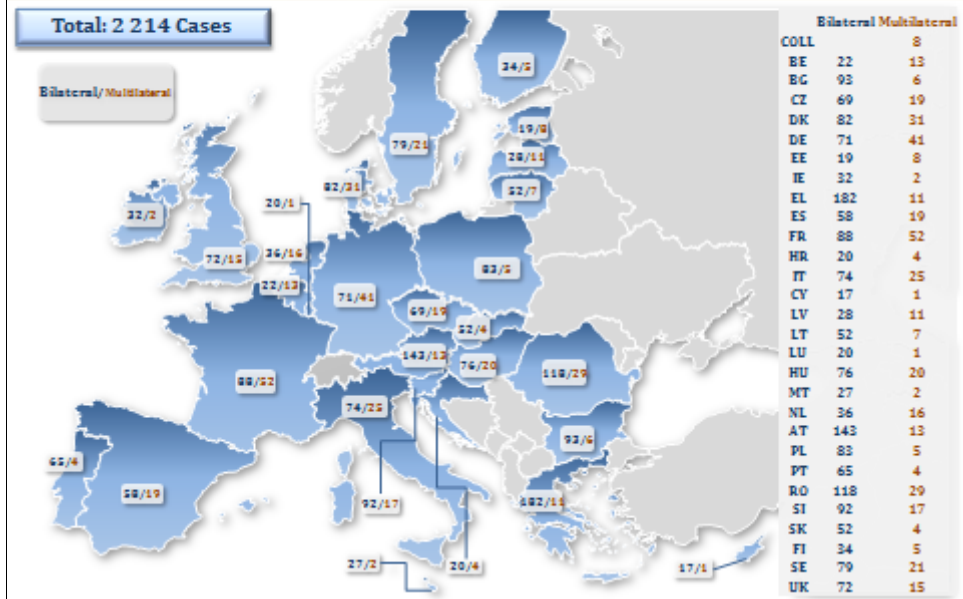 Total: 2 214 Cases
Bilateral/Multilateral
Bilateral Multilateral
COLL 8
BE 22 13
BG 93 6
CZ 69 19
DK 82 31
DE 71 41
EE 19 8
IE 32 2
EL 182 11
ES 58 19
FR 88 52
HR 20 4
IT 74 25
CY 17 1
LV 28 11
LT 52 7
LU 20 1
HU 76 20
MT 27 2
NL 36 16
AT 143 13
PL 83 5
PT 65 4
RO 118 29
SI 92 17
SK 52 4
FI 34 5
SE 79 21
UK 72 15
34/5
19/8
79/21
28/11
82/31
52/7
20/1
32/2
36/16
72/15
83/5
22/13
71/41
69/19
52/4
143/13
76/20
118/29
88/52
74/25
93/6
65/4
58/19
92/17
182/11
27/2
20/4
17/1